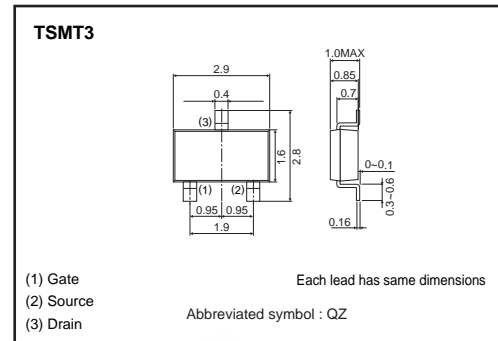 TSMT3
1.0MAX
2.9
0.85
0.4
0.7
(3)
1.6
2.8
0~0.1
(1)
(2)
0.3~0.6
0.95
0.95
0.16
1.9
(1) Gate
Each lead has same dimensions
(2) Source
Abbreviated symbol : QZ
(3) Drain